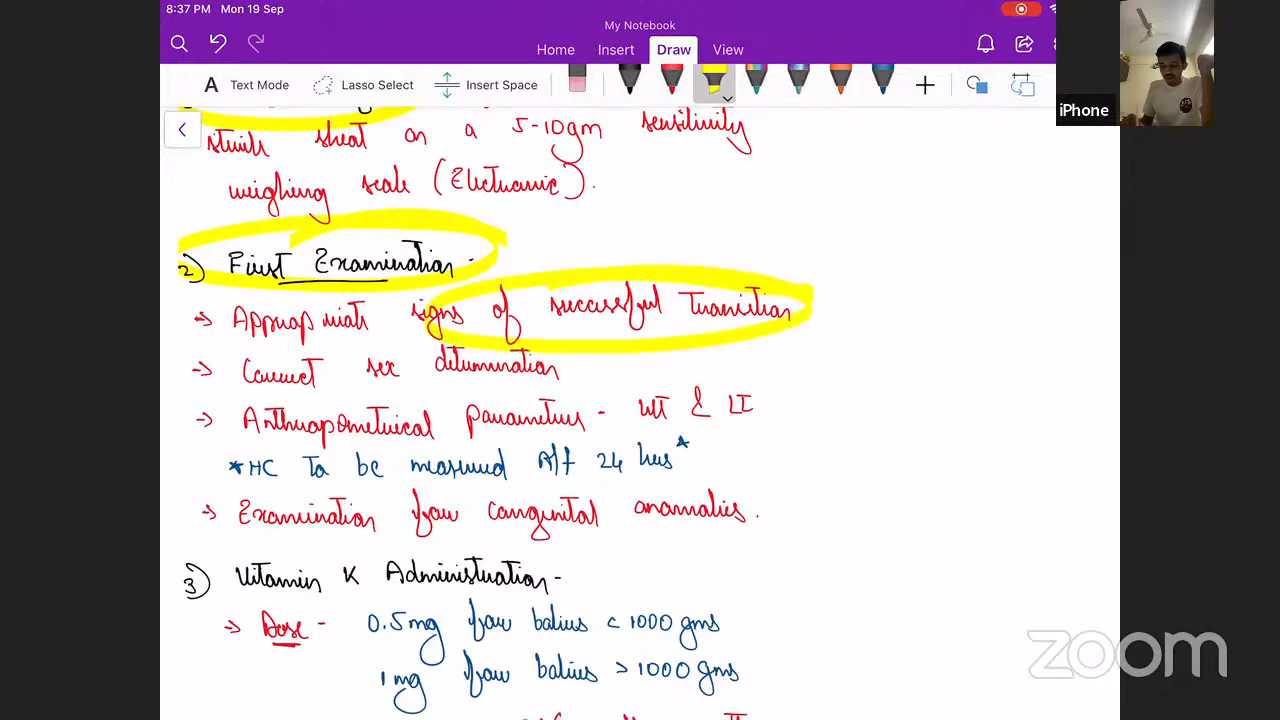 8:37 PM Mon 19 Sep
My Notebook
Home Insert Draw View
A Text Mode Lasso Select Insert Space
iPhone
sterile sheet on a 5-10gm sensitivity
weighing scale (Electronic).
2) First Examination -
→ Appropriate signs of successful transition
→ Correct sex determination
→ Anthropometrical parameters - WT & LT
*HC To be measured Aft 24 hrs*
→ Examination for congenital anomalies.
3) Vitamin K Administration -
→ Dose - 0.5mg for babies < 1000 gms
1 mg for babies > 1000 gms
zoom